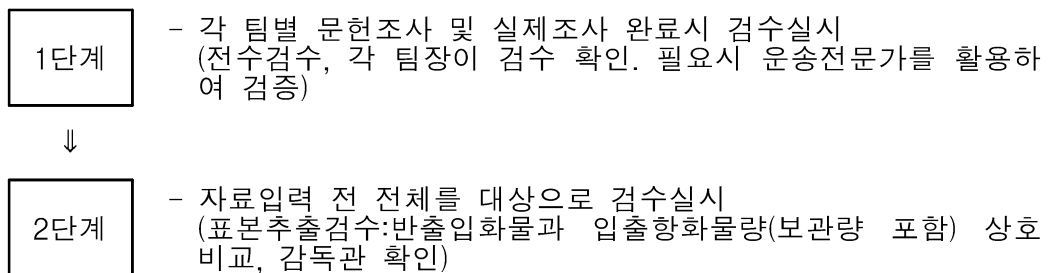 1단계
- 각 팀별 문헌조사 및 실제조사 완료시 검수실시
(전수검수, 각 팀장이 검수 확인. 필요시 운송전문가를 활용하
여 검증)
⇓
2단계
- 자료입력 전 전체를 대상으로 검수실시
(표본추출검수:반출입화물과 입출항화물량(보관량 포함) 상호
비교, 감독관 확인)